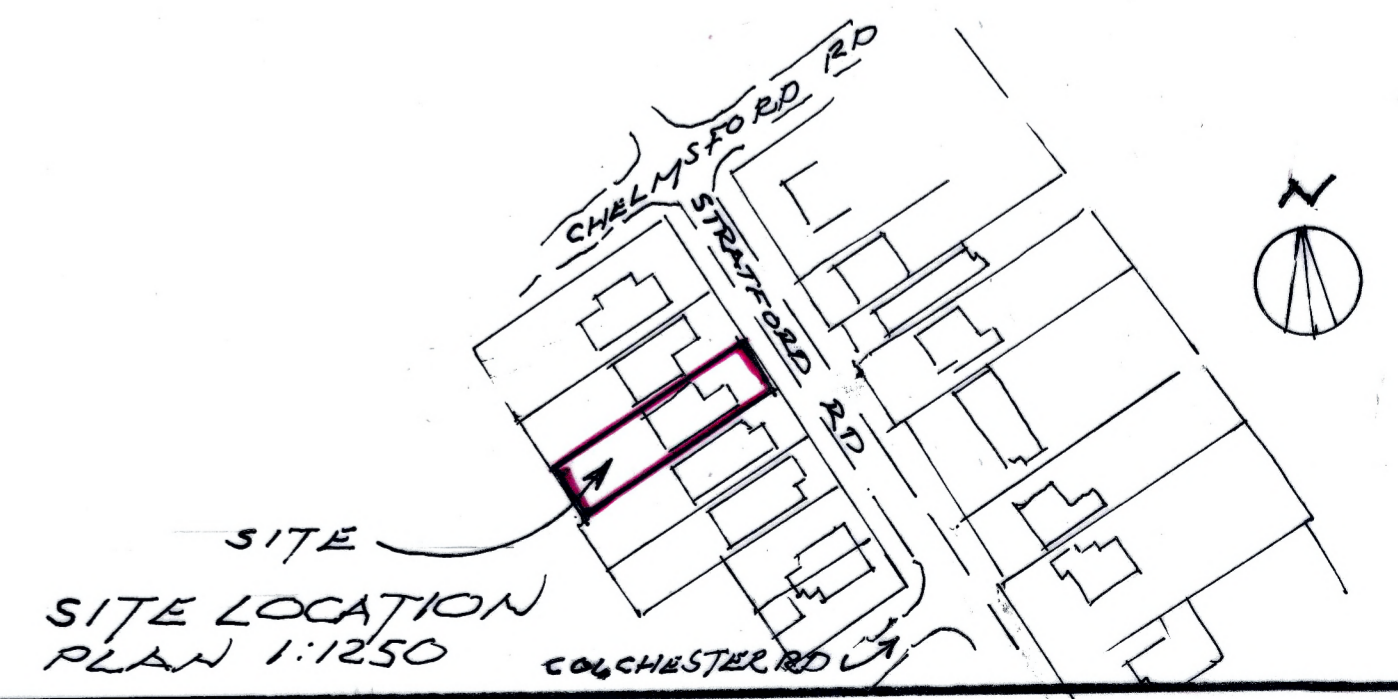 CHELMSFORD RD
STRATFORD RD
N
SITE
SITE LOCATION
PLAN 1:1250
COLCHESTER RD